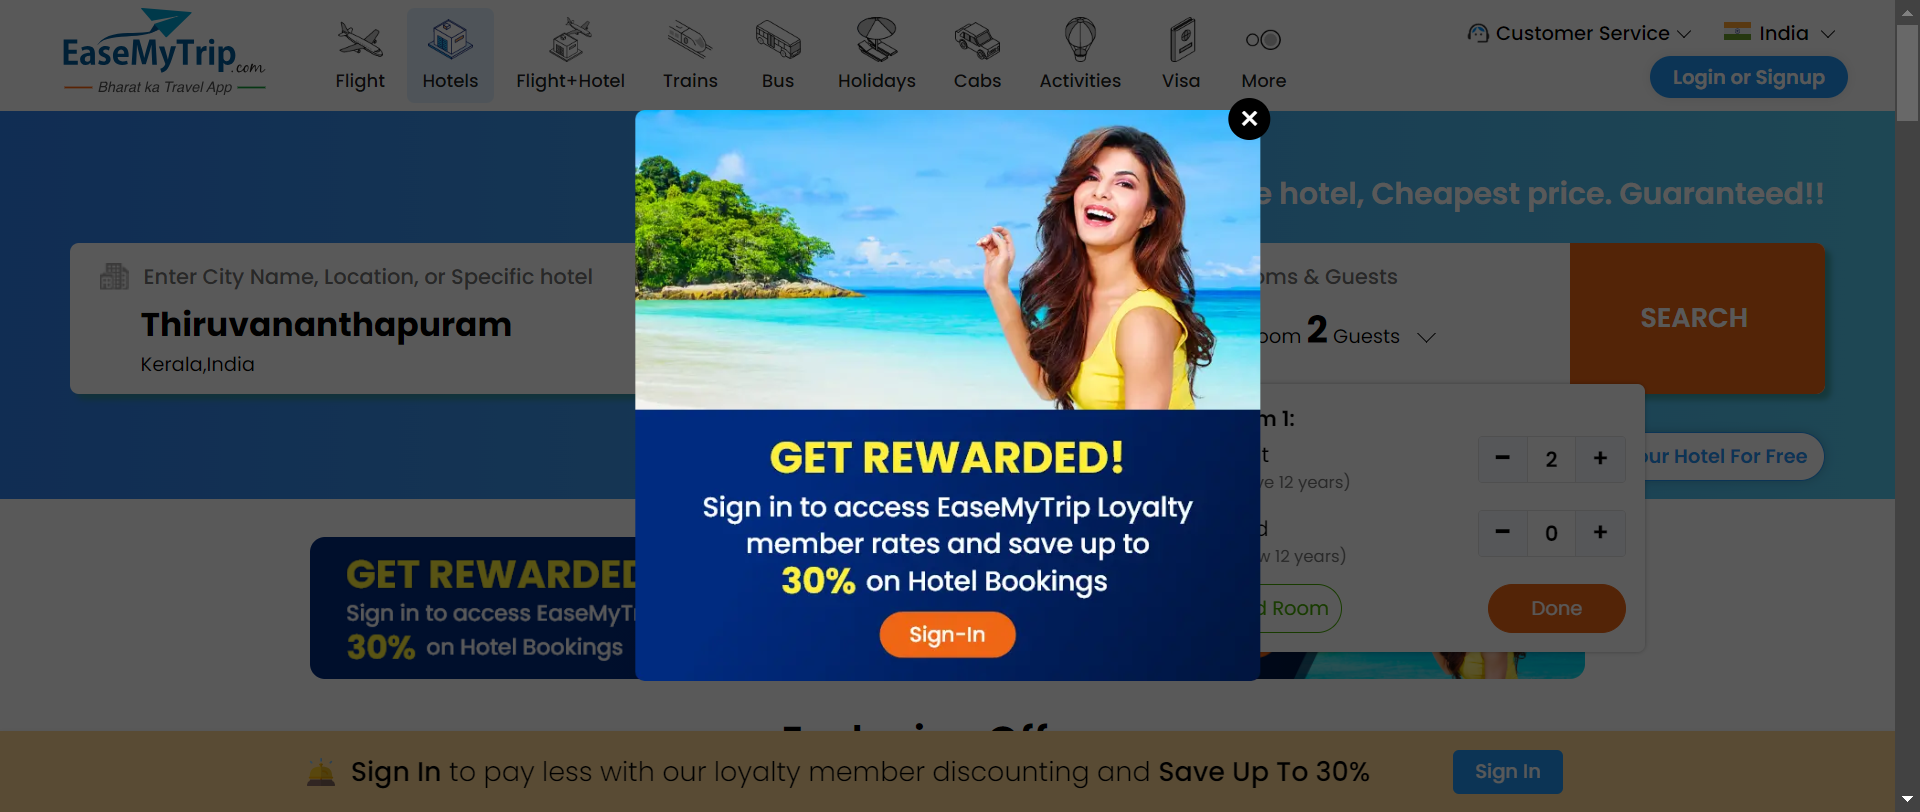 EaseMyTrip.com
Bharat ka Travel App
Flight
Hotels
Flight+Hotel
Trains
Bus
Holidays
Cabs
Activities
Visa
More
Customer Service
India
Login or Signup
hotel, Cheapest price. Guaranteed!!
Enter City Name, Location, or Specific hotel
Thiruvananthapuram
Kerala,India
& Guests
2 Guests
SEARCH
GET REWARDED!
Sign in to access EaseMyTrip Loyalty
member rates and save up to
30% on Hotel Bookings
Sign-In
1:
2
12 years)
0
12 years)
Room
Done
Hotel For Free
GET
Sign in to access
30% on Hotel Bookings
Sign In to pay less with our loyalty member discounting and Save Up To 30%
Sign In